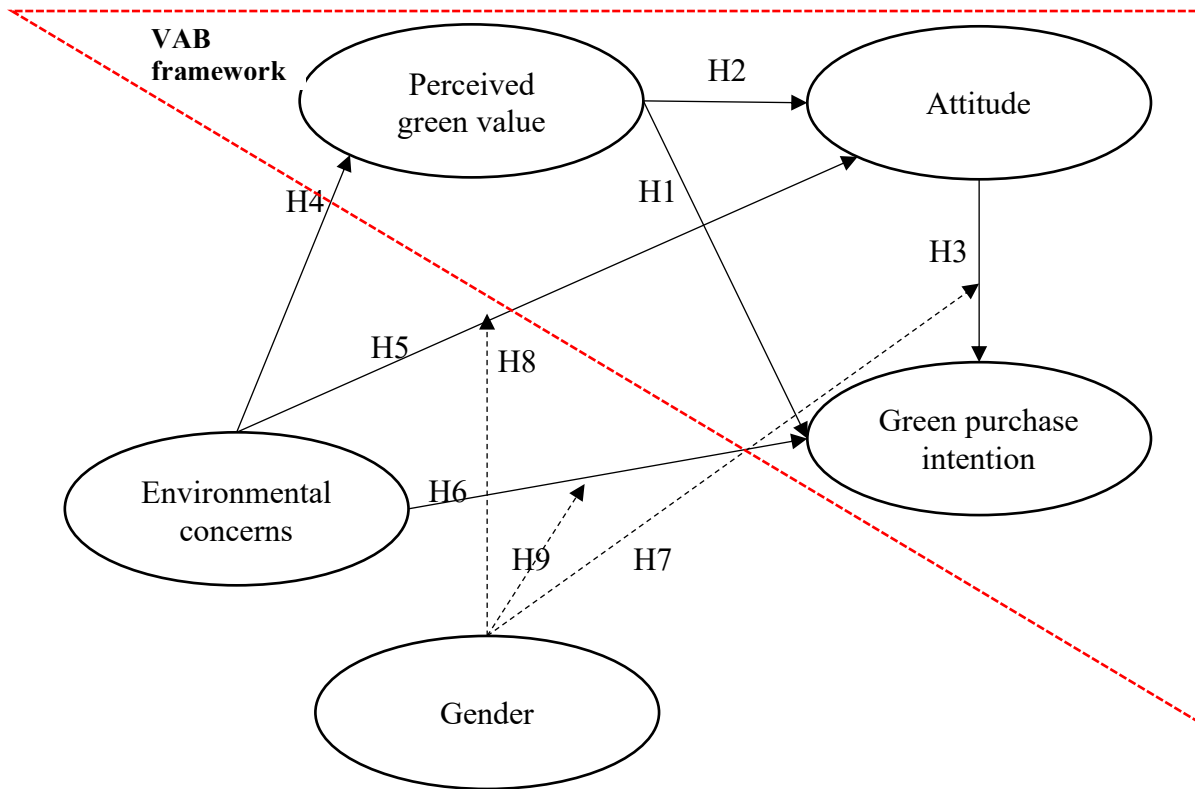 VAB
framework
Perceived
green value
H2
Attitude
H1
H4
H3
H5
H8
Green purchase
intention
Environmental
concerns
H6
H9
H7
Gender